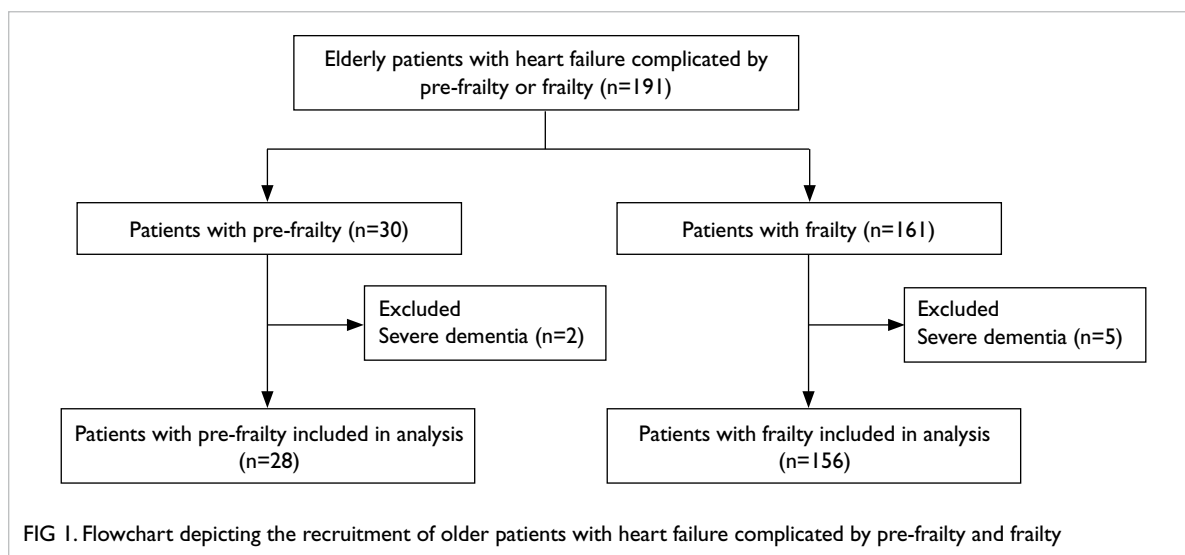 Elderly patients with heart failure complicated by
pre-frailty or frailty (n=191)
Patients with pre-frailty (n=30)
Patients with frailty (n=161)
Excluded
Severe dementia (n=2)
Excluded
Severe dementia (n=5)
Patients with pre-frailty included in analysis
(n=28)
Patients with frailty included in analysis
(n=156)
FIG 1. Flowchart depicting the recruitment of older patients with heart failure complicated by pre-frailty and frailty